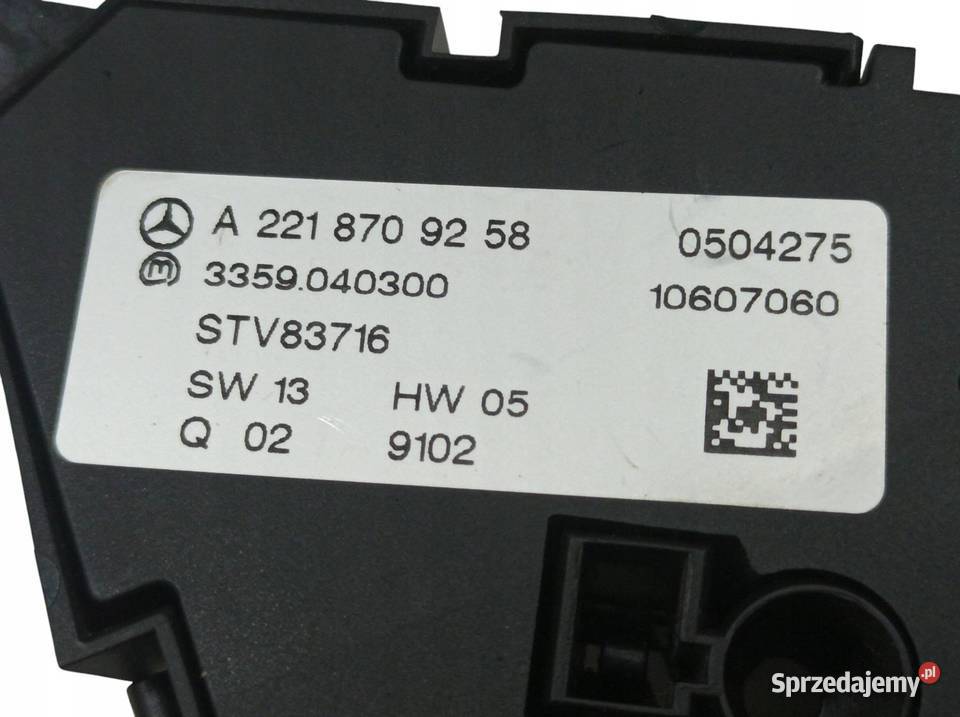 A 221 870 92 58 0504275
3359.040300 10607060
STV83716
SW 13 HW 05
Q 02 9102
Sprzedajemy.pl